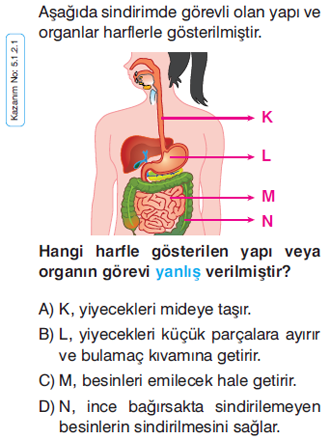 Aşağıda sindirimde görevli olan yapı ve
organlar harflerle gösterilmiştir.
Kazanım No: 5.1.2.1
K
L
M
N
Hangi harfle gösterilen yapı veya
organın görevi yanlış verilmiştir?
A) K, yiyecekleri mideye taşır.
B) L, yiyecekleri küçük parçalara ayırır
ve bulamaç kıvamına getirir.
C) M, besinleri emilecek hale getirir.
D) N, ince bağırsakta sindirilemeyen
besinlerin sindirilmesini sağlar.